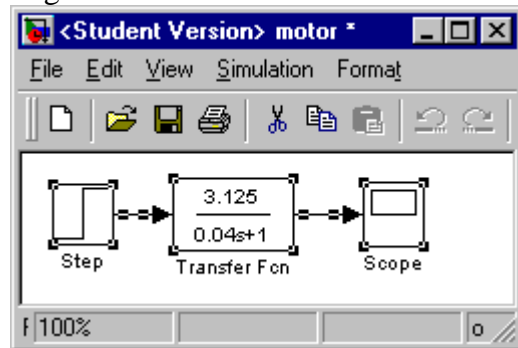 <Student Version> motor *
File Edit View Simulation Format
3.125
0.04s+1
Step
Transfer Fcn
Scope
100%